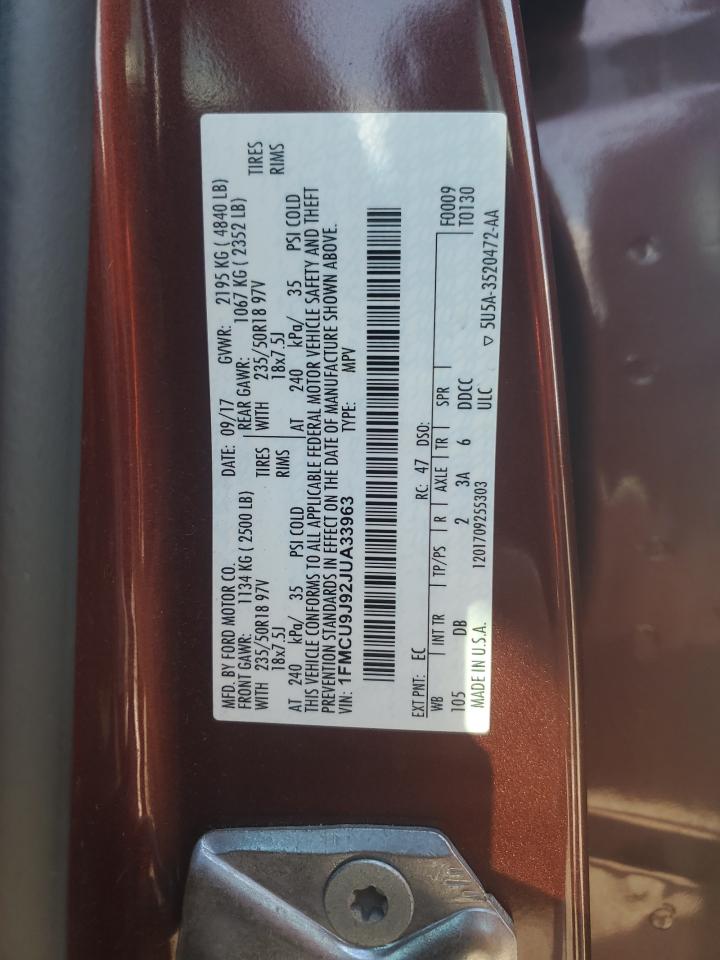 MFD. BY FORD MOTOR CO.
DATE: 09/17
GVWR: 2195 KG ( 4840 LB)
FRONT GAWR: 1134 KG ( 2500 LB)
REAR GAWR: 1067 KG ( 2352 LB)
WITH 235/50R18 97V TIRES
WITH 235/50R18 97V TIRES
18x7.5J RIMS
18x7.5J RIMS
AT 240 kPa/ 35 PSI COLD
AT 240 kPa/ 35 PSI COLD
THIS VEHICLE CONFORMS TO ALL APPLICABLE FEDERAL MOTOR VEHICLE SAFETY AND THEFT
PREVENTION STANDARDS IN EFFECT ON THE DATE OF MANUFACTURE SHOWN ABOVE.
VIN: 1FMCU9J92JUA33963
TYPE: MPV
EXT PNT: EC RC: 47 DSO: F0009
WB INT TR TP/PS R AXLE TR SPR T0130
105 DB 2 3A 6 DDCC
MADE IN U.S.A. 1201709255303 ULC
▽ 5U5A-3520472-AA